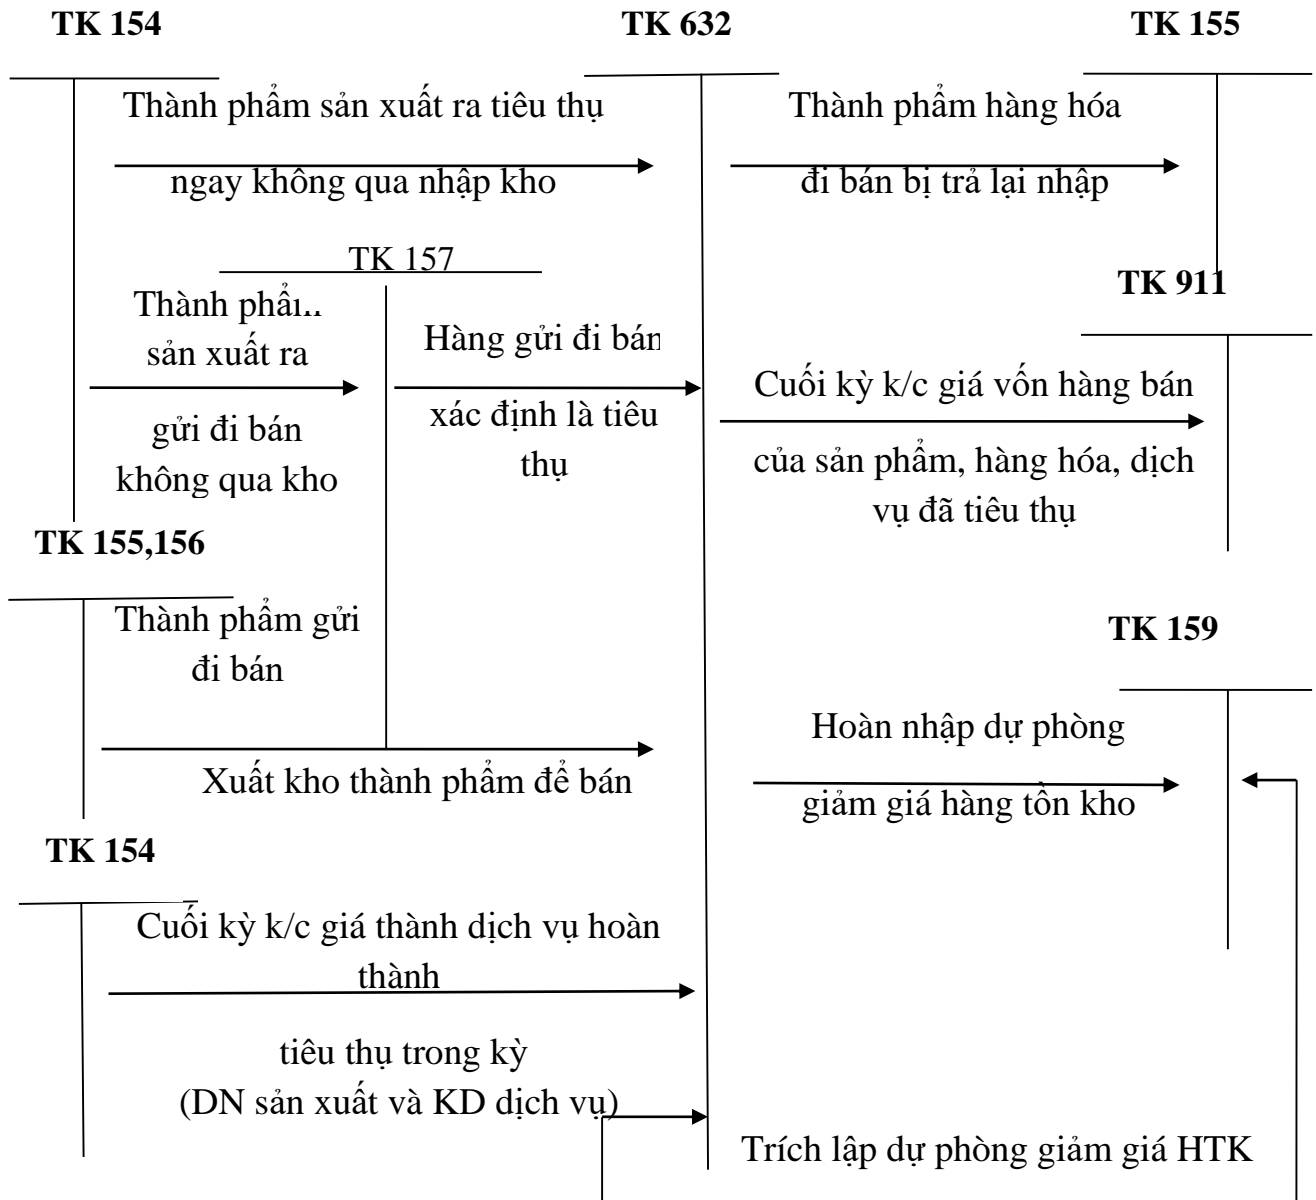 TK 154
TK 632
TK 155
Thành phẩm sản xuất ra tiêu thụ
ngay không qua nhập kho
Thành phẩm hàng hóa
đi bán bị trả lại nhập
TK 157
TK 911
Thành phẩm
sản xuất ra
gửi đi bán
không qua kho
Hàng gửi đi bán
xác định là tiêu
thụ
Cuối kỳ k/c giá vốn hàng bán
của sản phẩm, hàng hóa, dịch
vụ đã tiêu thụ
TK 155,156
Thành phẩm gửi
đi bán
Xuất kho thành phẩm để bán
TK 159
Hoàn nhập dự phòng
giảm giá hàng tồn kho
TK 154
Cuối kỳ k/c giá thành dịch vụ hoàn
thành
tiêu thụ trong kỳ
(DN sản xuất và KD dịch vụ)
Trích lập dự phòng giảm giá HTK